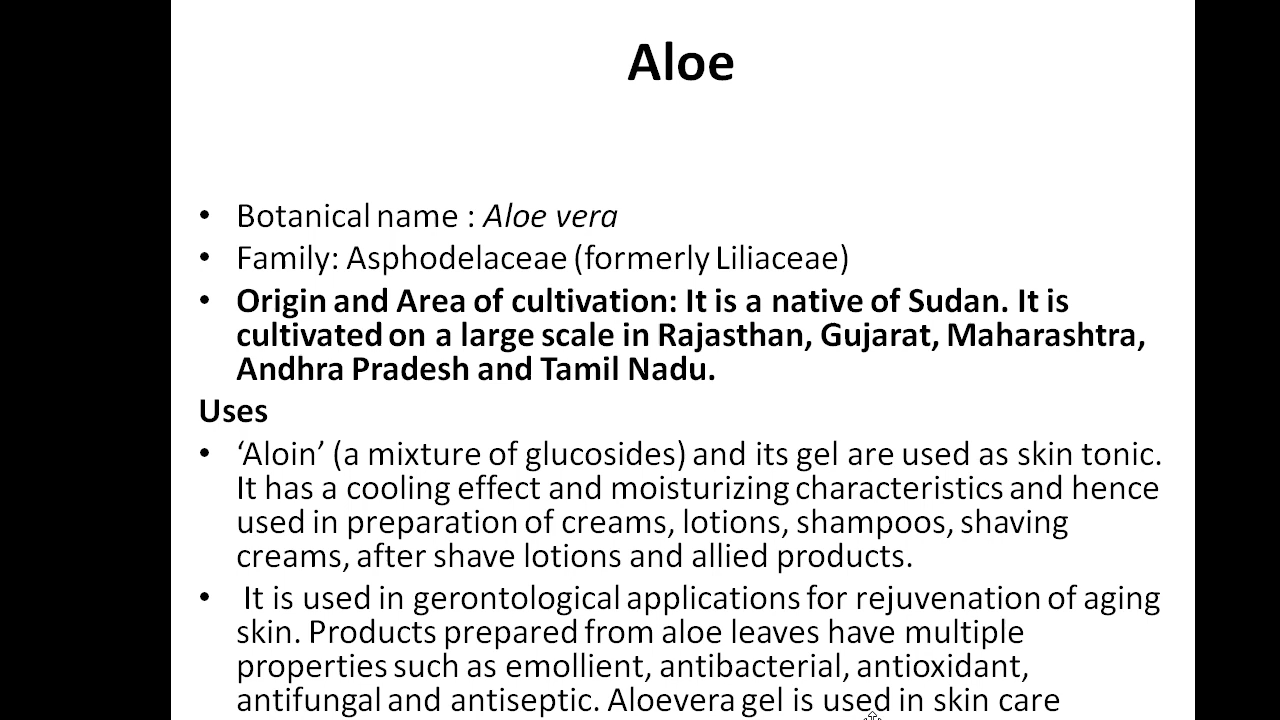 Aloe
• Botanical name : Aloe vera
• Family: Asphodelaceae (formerly Liliaceae)
• Origin and Area of cultivation: It is a native of Sudan. It is
cultivated on a large scale in Rajasthan, Gujarat, Maharashtra,
Andhra Pradesh and Tamil Nadu.
Uses
• ‘Aloin’ (a mixture of glucosides) and its gel are used as skin tonic.
It has a cooling effect and moisturizing characteristics and hence
used in preparation of creams, lotions, shampoos, shaving
creams, after shave lotions and allied products.
• It is used in gerontological applications for rejuvenation of aging
skin. Products prepared from aloe leaves have multiple
properties such as emollient, antibacterial, antioxidant,
antifungal and antiseptic. Aloevera gel is used in skin care